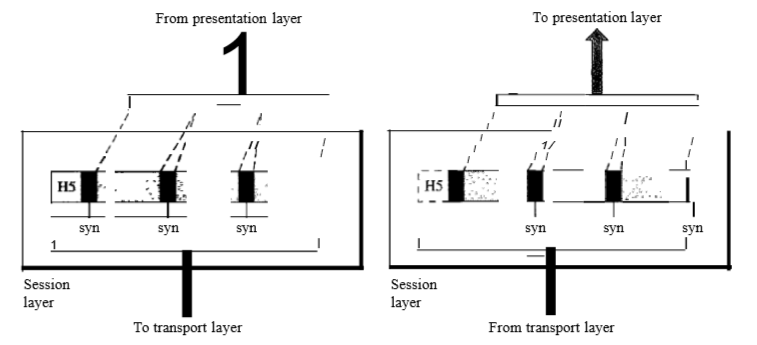 From presentation layer
To presentation layer
H5
H5
syn
syn
syn
syn
syn
syn
Session
layer
Session
layer
To transport layer
From transport layer